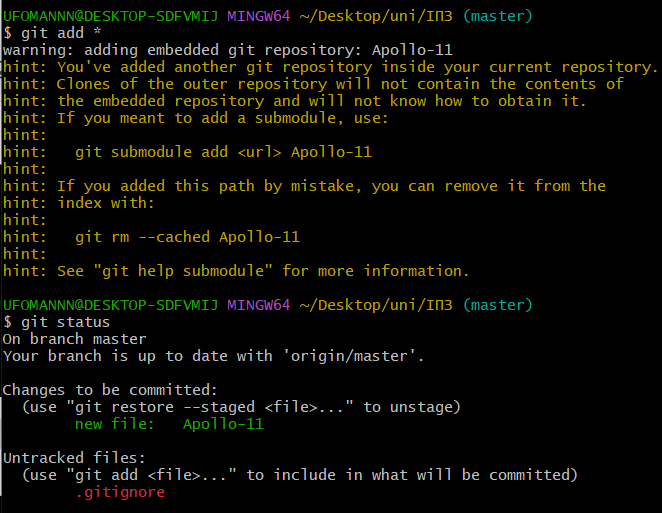 UFOMANNN@DESKTOP-SDFVMIJ MINGW64 ~/Desktop/uni/ІПЗ (master)
$ git add *
warning: adding embedded git repository: Apollo-11
hint: You've added another git repository inside your current repository.
hint: Clones of the outer repository will not contain the contents of
hint: the embedded repository and will not know how to obtain it.
hint: If you meant to add a submodule, use:
hint:
hint:   git submodule add <url> Apollo-11
hint:
hint: If you added this path by mistake, you can remove it from the
hint: index with:
hint:
hint:   git rm --cached Apollo-11
hint:
hint: See "git help submodule" for more information.
UFOMANNN@DESKTOP-SDFVMIJ MINGW64 ~/Desktop/uni/ІПЗ (master)
$ git status
On branch master
Your branch is up to date with 'origin/master'.
Changes to be committed:
  (use "git restore --staged <file>..." to unstage)
        new file:   Apollo-11
Untracked files:
  (use "git add <file>..." to include in what will be committed)
        .gitignore